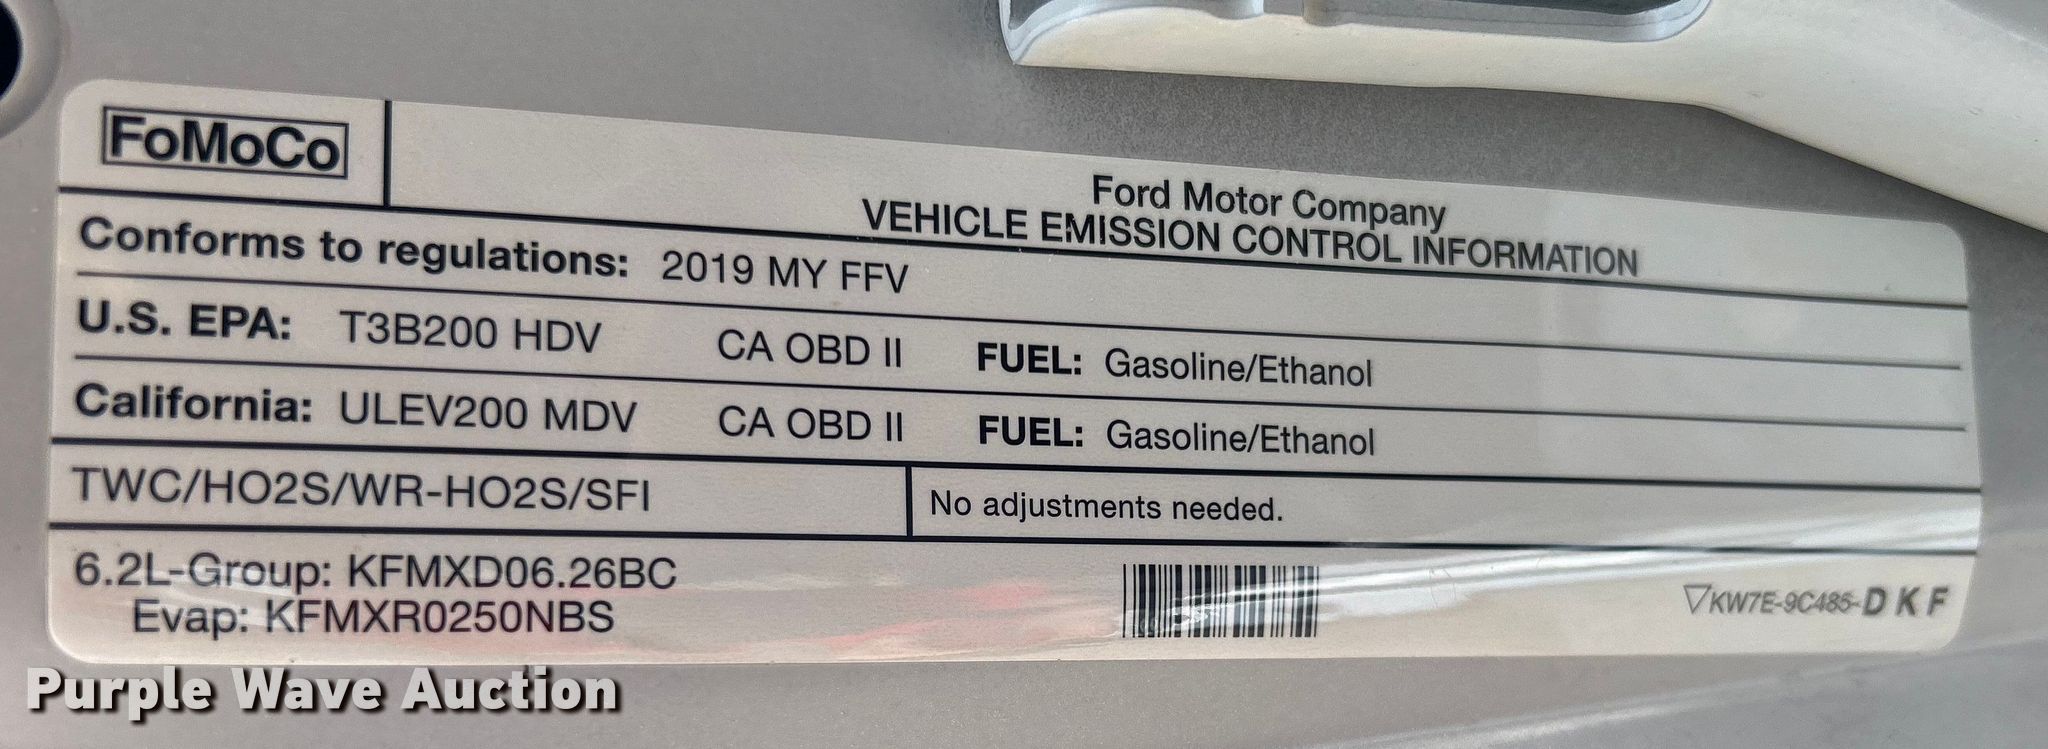 FoMoCo
Ford Motor Company
VEHICLE EMISSION CONTROL INFORMATION
Conforms to regulations: 2019 MY FFV
U.S. EPA: T3B200 HDV CA OBD II FUEL: Gasoline/Ethanol
California: ULEV200 MDV CA OBD II FUEL: Gasoline/Ethanol
TWC/HO2S/WR-HO2S/SFI No adjustments needed.
6.2L-Group: KFMXD06.26BC
Evap: KFMXR0250NBS
KW7E-9C485-D K F
Purple Wave Auction